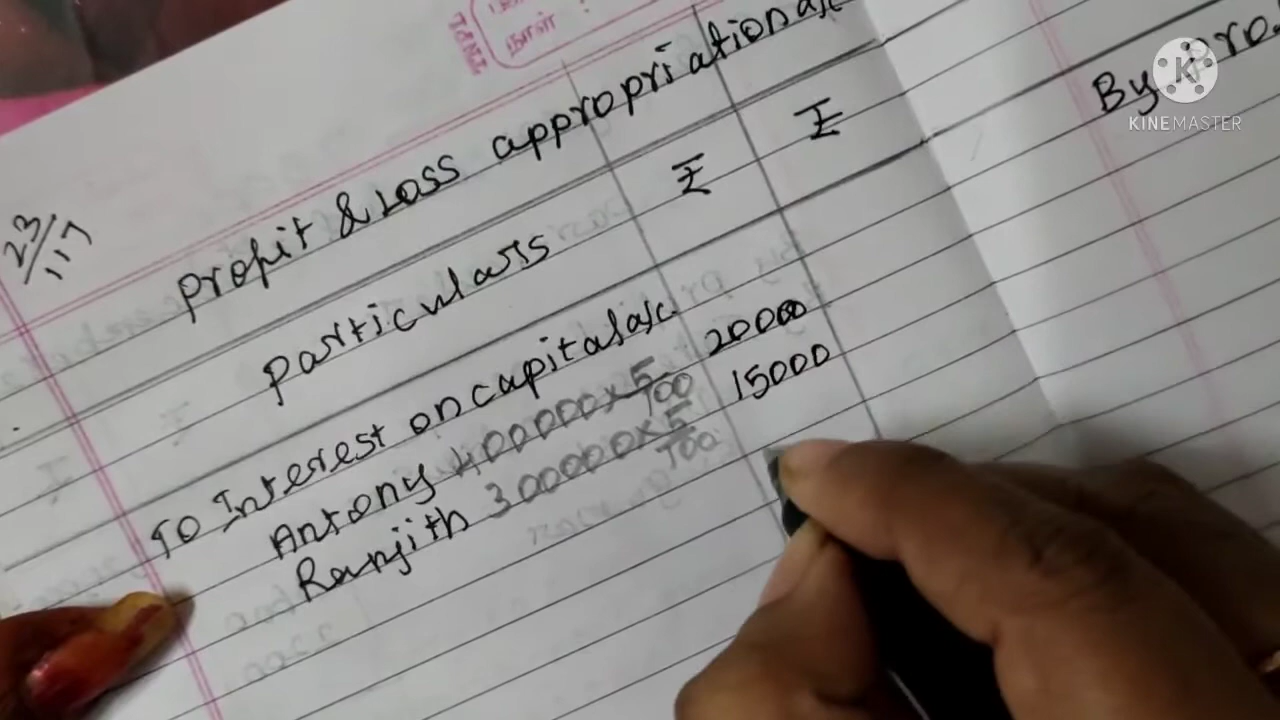 23/117
profit & Loss appropriation a/c
particulars ₹ ₹
By pro
To Interest on capital a/c.
Antony 400000 × 5/100 20000
Ranjith 300000 × 5/100 15000
KINEMASTER